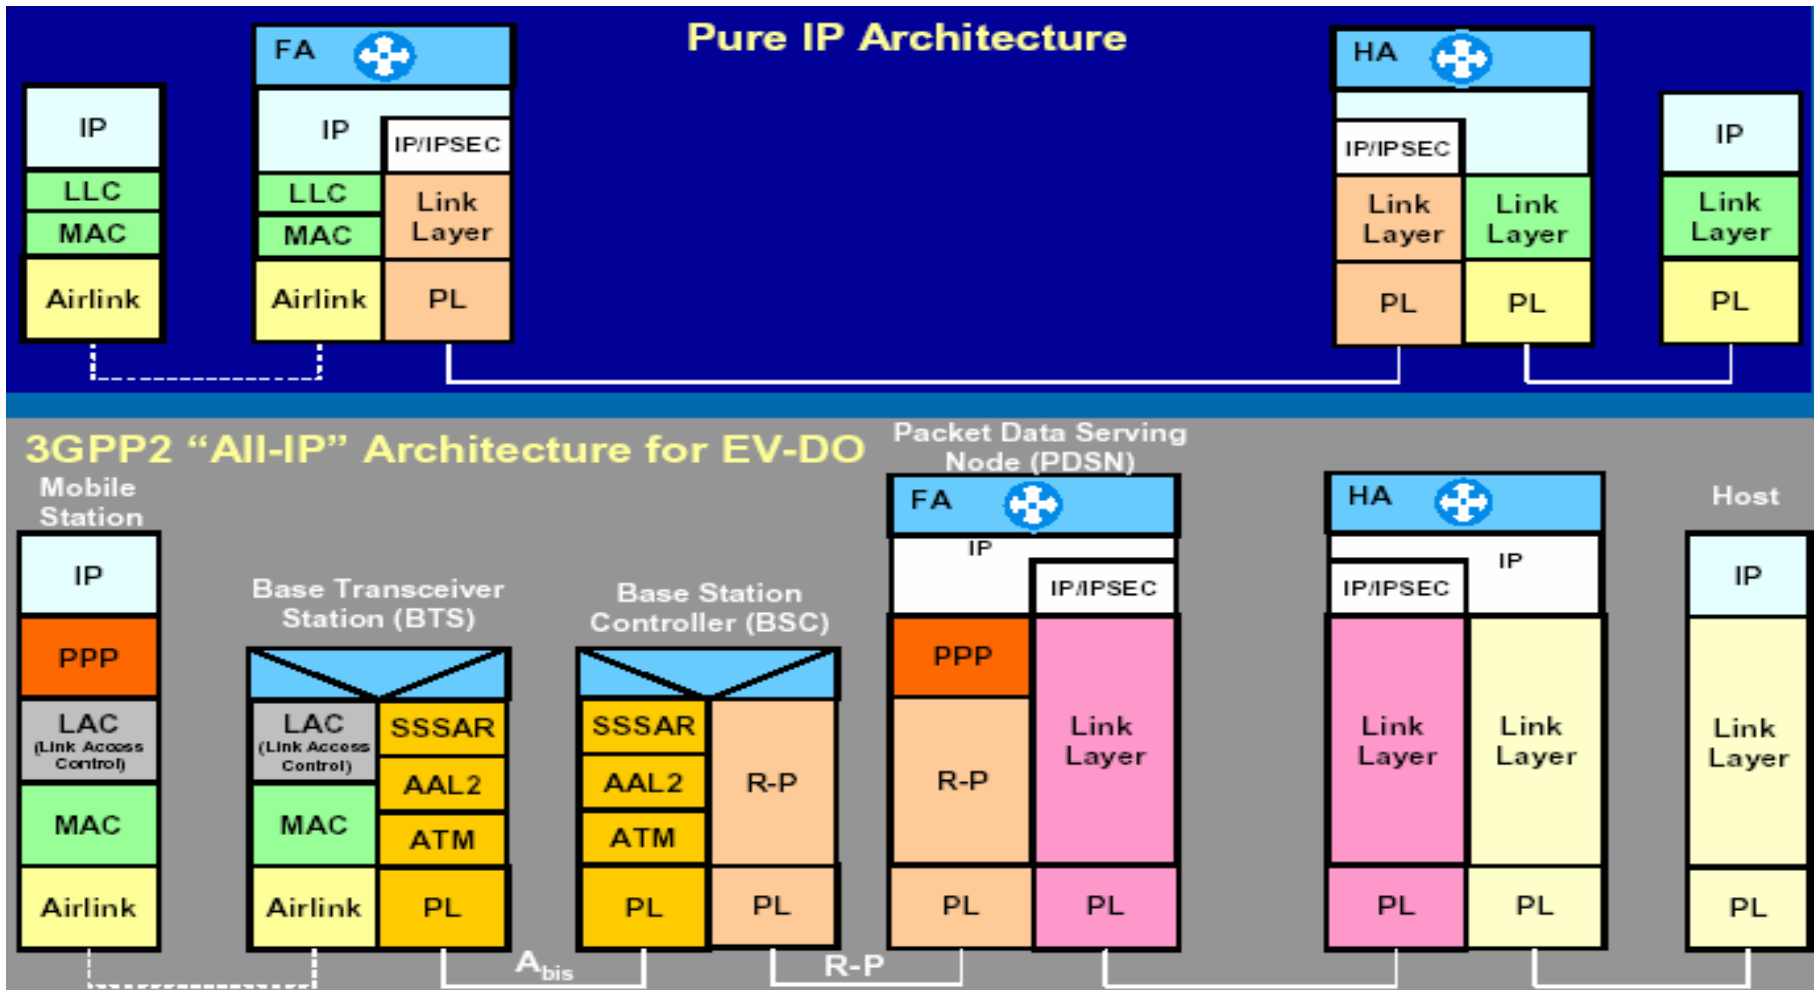 Pure IP Architecture
FA
HA
IP
IP
IP/IPSEC
IP/IPSEC
IP
LLC
MAC
LLC
MAC
Link
Layer
Link
Layer
Link
Layer
Link
Layer
Airlink
Airlink
PL
PL
PL
PL
3GPP2 “All-IP” Architecture for EV-DO
Packet Data Serving
Node (PDSN)
Mobile
Station
FA
HA
Host
IP
Base Transceiver
Station (BTS)
Base Station
Controller (BSC)
IP
IP/IPSEC
IP/IPSEC
IP
IP
PPP
PPP
LAC
(Link Access
Control)
LAC
(Link Access
Control)
SSSAR
SSSAR
R-P
R-P
Link
Layer
Link
Layer
Link
Layer
Link
Layer
AAL2
AAL2
MAC
MAC
ATM
ATM
Airlink
Airlink
PL
PL
PL
PL
PL
PL
PL
PL
Abis
R-P